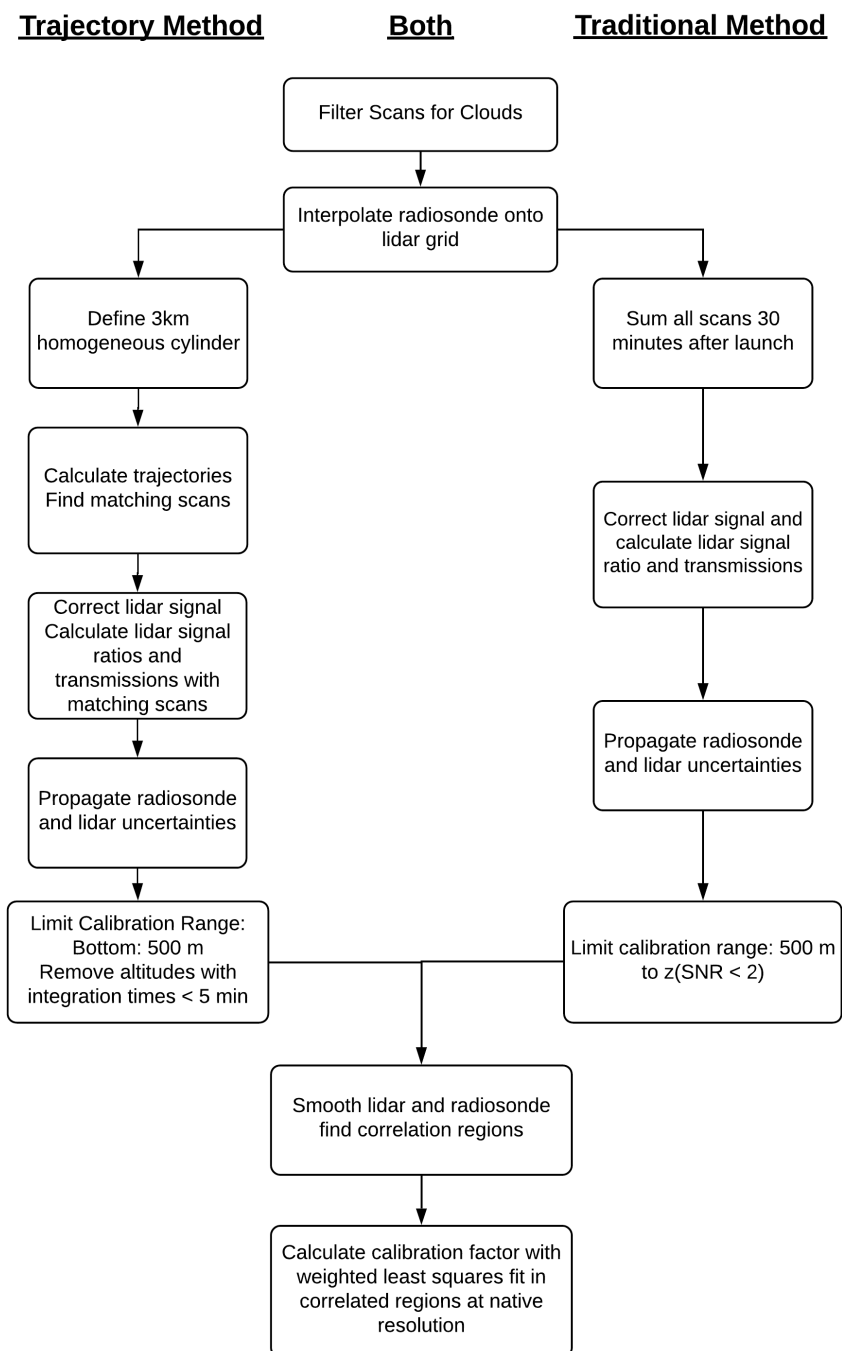 Trajectory Method
Both
Traditional Method
Filter Scans for Clouds
Interpolate radiosonde onto
lidar grid
Define 3km
homogeneous cylinder
Calculate trajectories
Find matching scans
Correct lidar signal
Calculate lidar signal
ratios and
transmissions with
matching scans
Propagate radiosonde
and lidar uncertainties
Limit Calibration Range:
Bottom: 500 m
Remove altitudes with
integration times < 5 min
Sum all scans 30
minutes after launch
Correct lidar signal and
calculate lidar signal
ratio and transmissions
Propagate radiosonde
and lidar uncertainties
Limit calibration range: 500 m
to z(SNR < 2)
Smooth lidar and radiosonde
find correlation regions
Calculate calibration factor with
weighted least squares fit in
correlated regions at native
resolution